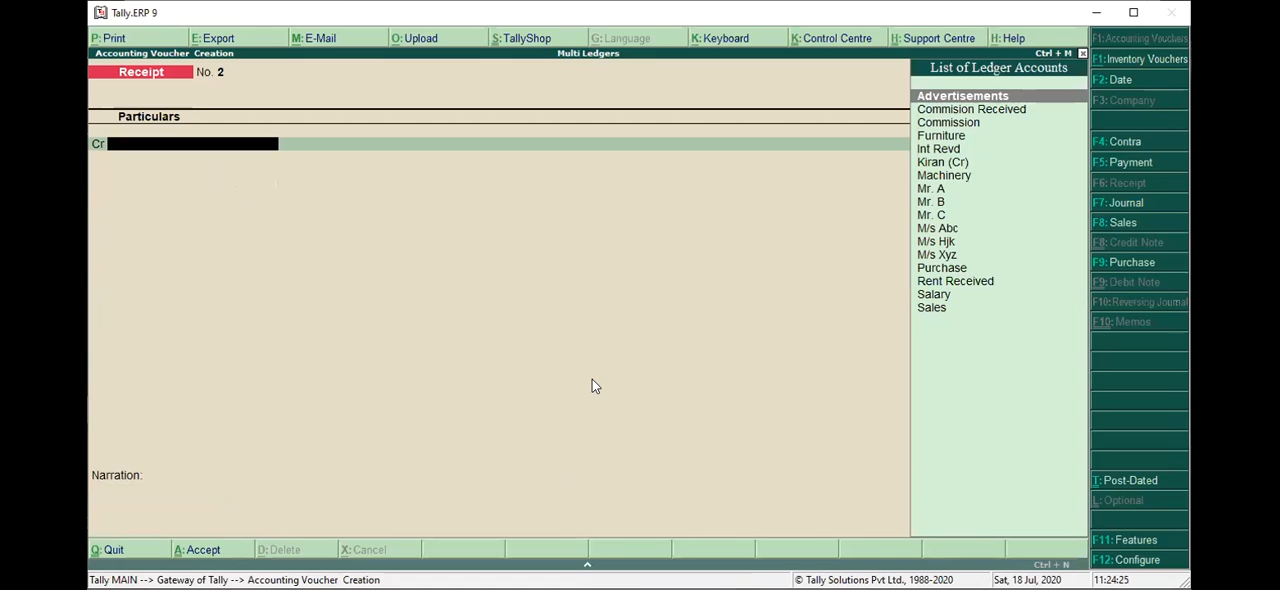 Tally.ERP 9
P: Print
E: Export
M: E-Mail
O: Upload
S: TallyShop
G: Language
K: Keyboard
K: Control Centre
H: Support Centre
H: Help
F1: Accounting Vouchers
Accounting Voucher Creation
Multi Ledgers
Ctrl + M
Receipt No. 2
Particulars
Cr
Narration:
List of Ledger Accounts
Advertisements
Commision Received
Commission
Furniture
Int Revd
Kiran (Cr)
Machinery
Mr. A
Mr. B
Mr. C
M/s Abc
M/s Hjk
M/s Xyz
Purchase
Rent Received
Salary
Sales
F1: Inventory Vouchers
F2: Date
F3: Company
F4: Contra
F5: Payment
F6: Receipt
F7: Journal
F8: Sales
F8: Credit Note
F9: Purchase
F9: Debit Note
F10: Reversing Journal
F10: Memos
T: Post-Dated
L: Optional
F11: Features
F12: Configure
Q: Quit
A: Accept
D: Delete
X: Cancel
Ctrl + N
Tally MAIN --> Gateway of Tally --> Accounting Voucher Creation
© Tally Solutions Pvt Ltd., 1988-2020
Sat, 18 Jul, 2020
11:24:25